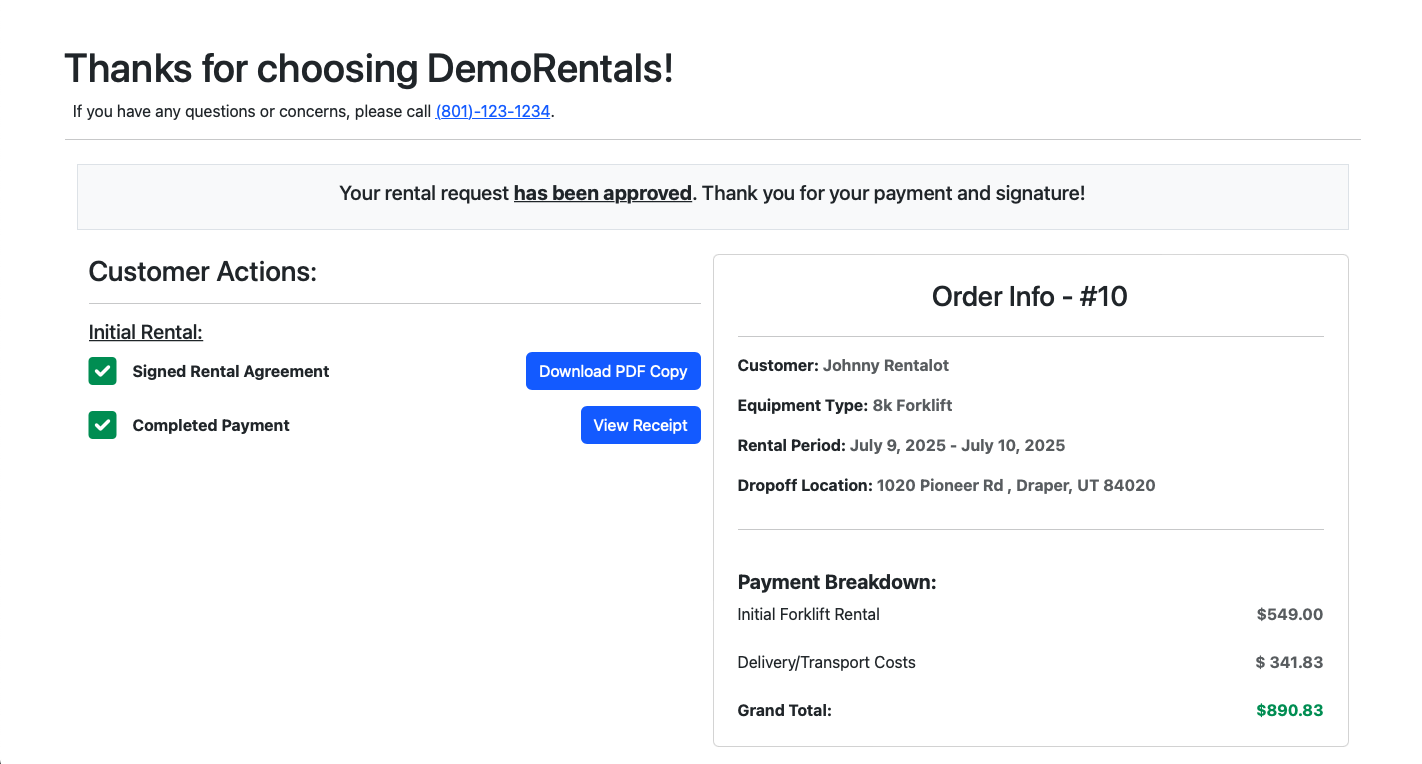 Thanks for choosing DemoRentals!
If you have any questions or concerns, please call (801)-123-1234.
Your rental request has been approved. Thank you for your payment and signature!
Customer Actions:
Initial Rental:
Signed Rental Agreement
Download PDF Copy
Completed Payment
View Receipt
Order Info - #10
Customer: Johnny Rentalot
Equipment Type: 8k Forklift
Rental Period: July 9, 2025 - July 10, 2025
Dropoff Location: 1020 Pioneer Rd , Draper, UT 84020
Payment Breakdown:
Initial Forklift Rental $549.00
Delivery/Transport Costs $ 341.83
Grand Total: $890.83